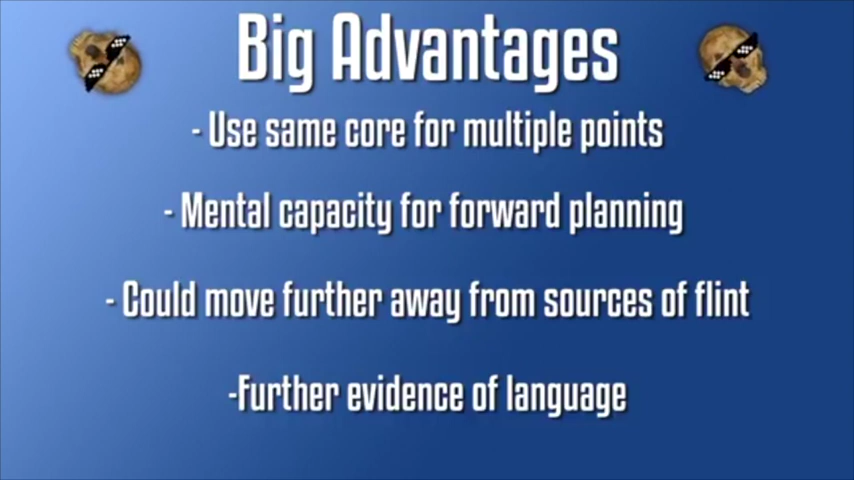 Big Advantages
- Use same core for multiple points
- Mental capacity for forward planning
- Could move further away from sources of flint
-Further evidence of language